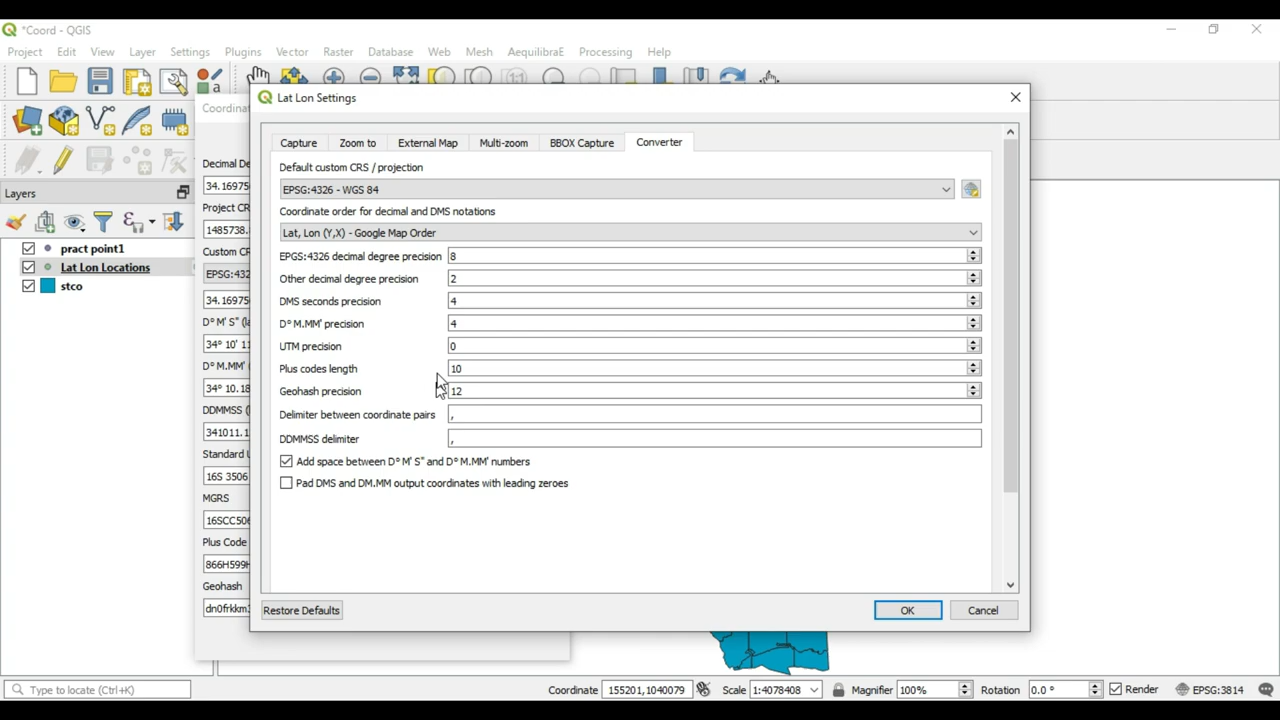 *Coord - QGIS
Project Edit View Layer Settings Plugins Vector Raster Database Web Mesh AequilibraE Processing Help
Lat Lon Settings
Capture Zoom to External Map Multi-zoom BBOX Capture Converter
Default custom CRS / projection
EPSG:4326 - WGS 84
Coordinate order for decimal and DMS notations
Lat, Lon (Y,X) - Google Map Order
EPGS:4326 decimal degree precision 8
Other decimal degree precision 2
DMS seconds precision 4
D° M.MM' precision 4
UTM precision 0
Plus codes length 10
Geohash precision 12
Delimiter between coordinate pairs ,
DDMMSS delimiter ,
Add space between D° M' S" and D° M.MM' numbers
Pad DMS and DM.MM output coordinates with leading zeroes
Restore Defaults OK Cancel
Layers
pract point1
Lat Lon Locations
stco
Coordinat
Decimal De
34.16975
Project CR
1485738.
Custom CR
EPSG:432
34.16975
D° M' S" (la
34° 10' 11
D° M.MM' (
34° 10.18
DDMMSS (
341011.1
Standard U
16S 3506
MGRS
16SCC506
Plus Code
866H599H
Geohash
dn0frkkm
Type to locate (Ctrl+K) Coordinate 155201,1040079 Scale 1:4078408 Magnifier 100% Rotation 0.0 ° Render EPSG:3814